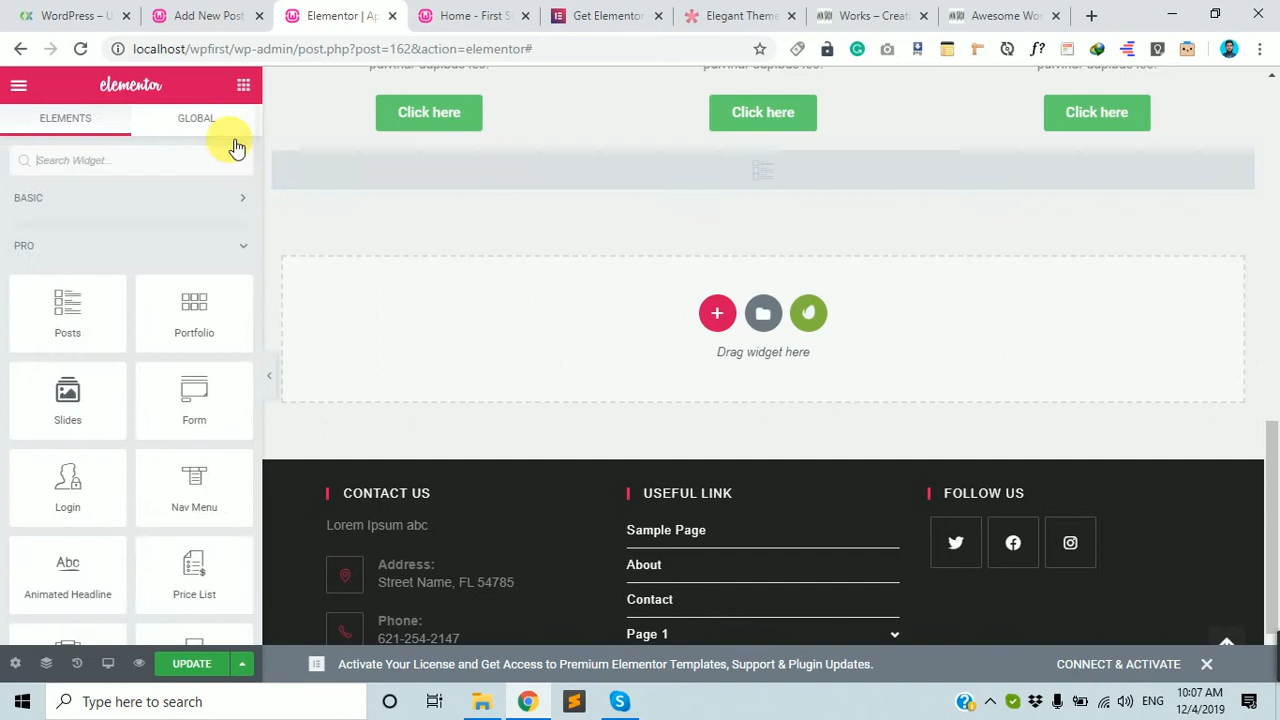 Add Pos
Add New Post
Elementor | Ap
Home - First S
Get Elementor
Elegant Theme
Works – Creat
Awesome Wor
localhost/wpfirst/wp-admin/post.php?post=162&action=elementor#
elementor
ELEMENTS GLOBAL
Search Widget...
BASIC
PRO
Posts Portfolio
Slides Form
Login Nav Menu
Abc
Animated Headline Price List
UPDATE
Click here Click here Click here
Drag widget here
CONTACT US
Lorem Ipsum abc
Address:
Street Name, FL 54785
Phone:
621-254-2147
USEFUL LINK
Sample Page
About
Contact
Page 1
FOLLOW US
Activate Your License and Get Access to Premium Elementor Templates, Support & Plugin Updates. CONNECT & ACTIVATE
Type here to search
ENG
10:07 AM
12/4/2019